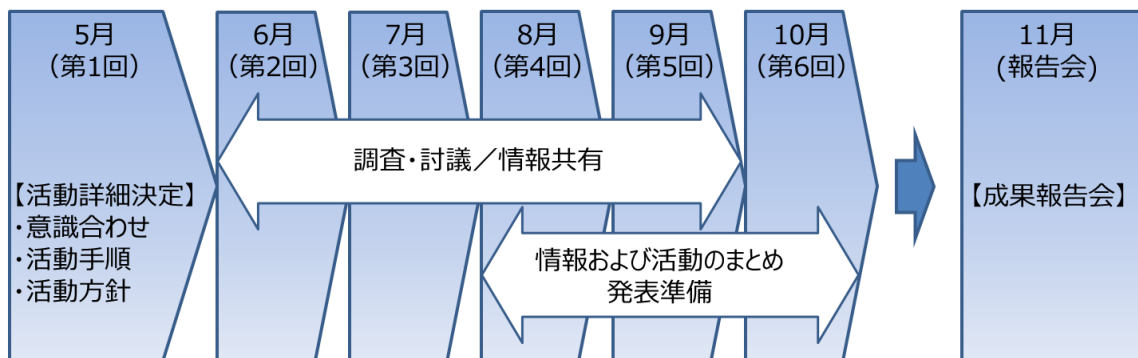 5月
(第1回)
6月
(第2回)
7月
(第3回)
8月
(第4回)
9月
(第5回)
10月
(第6回)
11月
(報告会)
調査・討議／情報共有
【活動詳細決定】
・意識合わせ
・活動手順
・活動方針
【成果報告会】
情報および活動のまとめ
発表準備